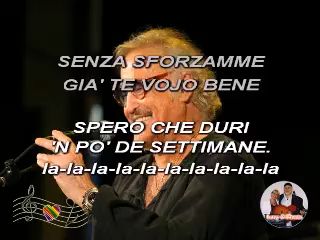 SENZA SFORZAMME
GIA' TE VOJO BENE
SPERO CHE DURI
'N PO' DE SETTIMANE.
la-la-la-la-la-la-la-la-la-la